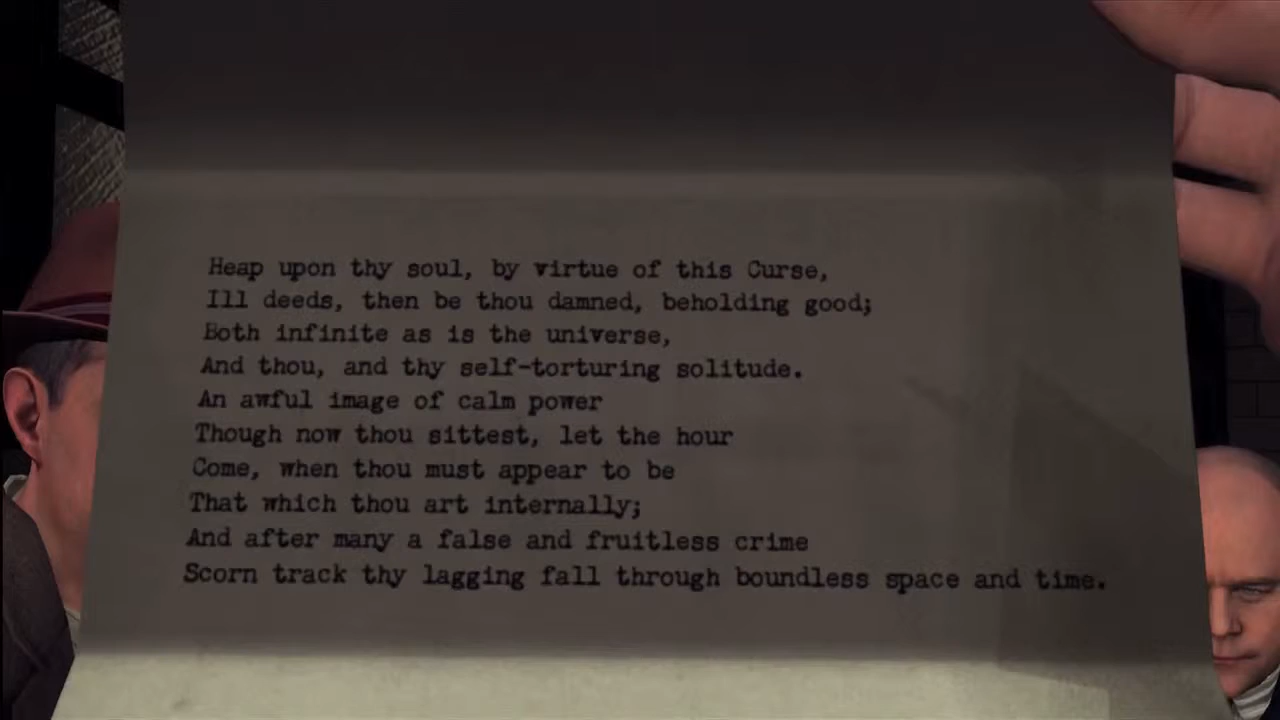 Heap upon thy soul, by virtue of this Curse,
Ill deeds, then be thou damned, beholding good;
Both infinite as is the universe,
And thou, and thy self-torturing solitude.
An awful image of calm power
Though now thou sittest, let the hour
Come, when thou must appear to be
That which thou art internally;
And after many a false and fruitless crime
Scorn track thy lagging fall through boundless space and time.